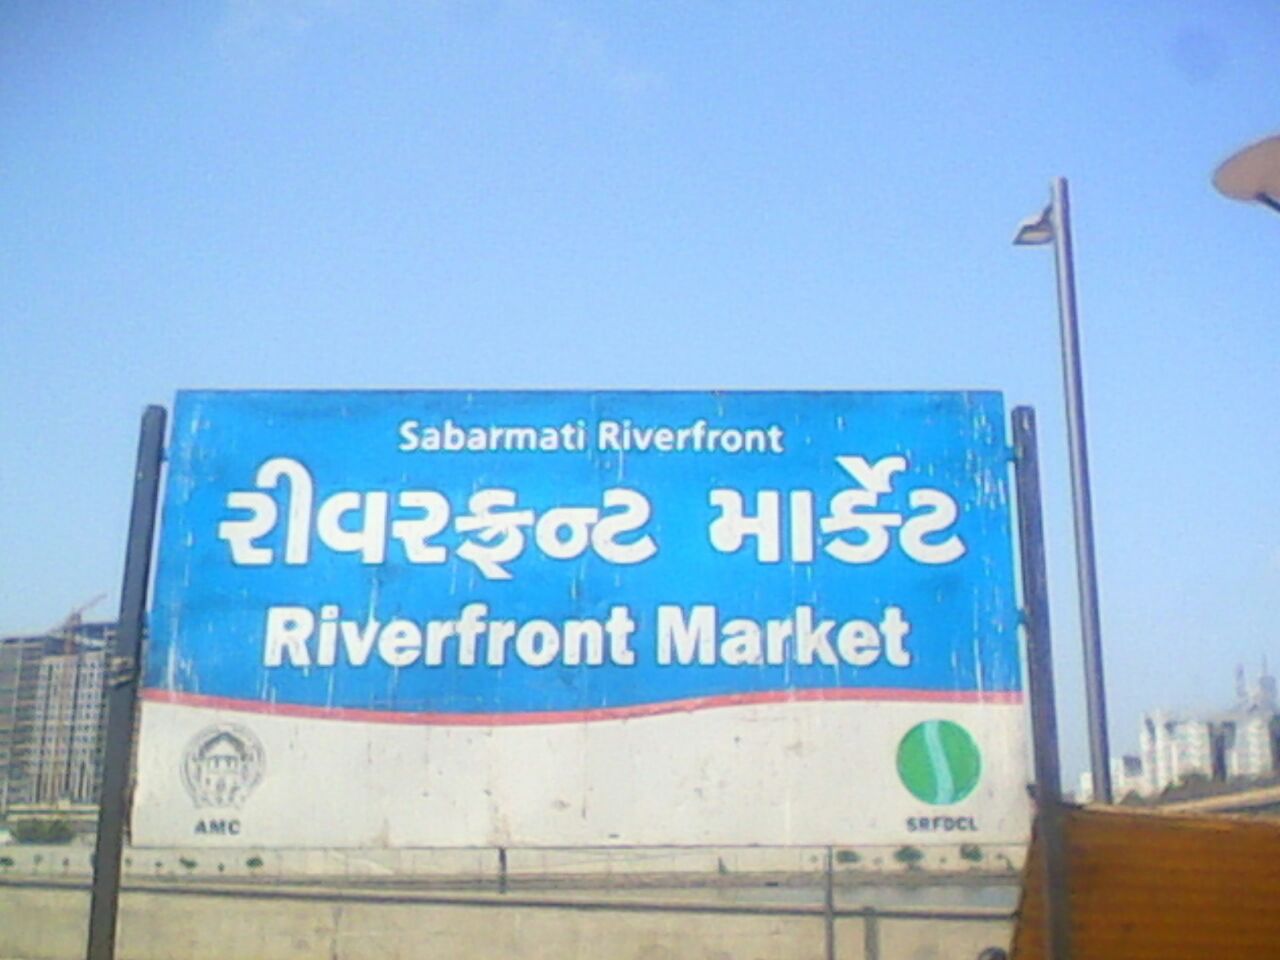 Sabarmati Riverfront
રીવરફ્રન્ટ માર્કેટ
Riverfront Market
AMC
SRFDCL